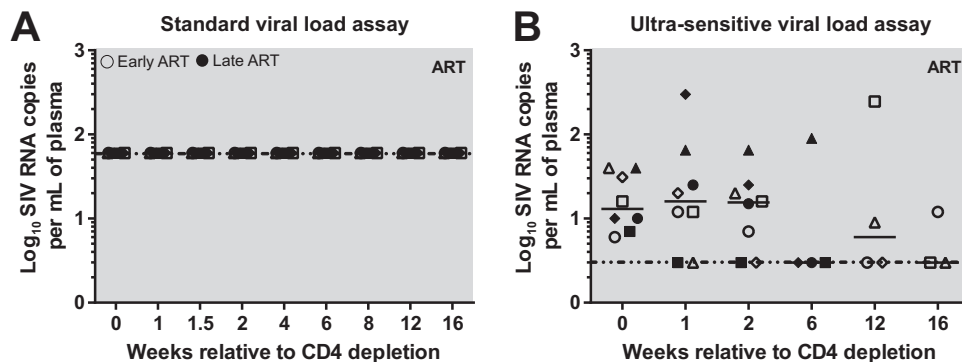 A
Standard viral load assay
Early ART Late ART
ART
Log₁₀ SIV RNA copies
per mL of plasma
3
2
1
0
0 1 1.5 2 4 6 8 12 16
Weeks relative to CD4 depletion
B
Ultra-sensitive viral load assay
ART
Log₁₀ SIV RNA copies
per mL of plasma
3
2
1
0
0 1 2 6 12 16
Weeks relative to CD4 depletion